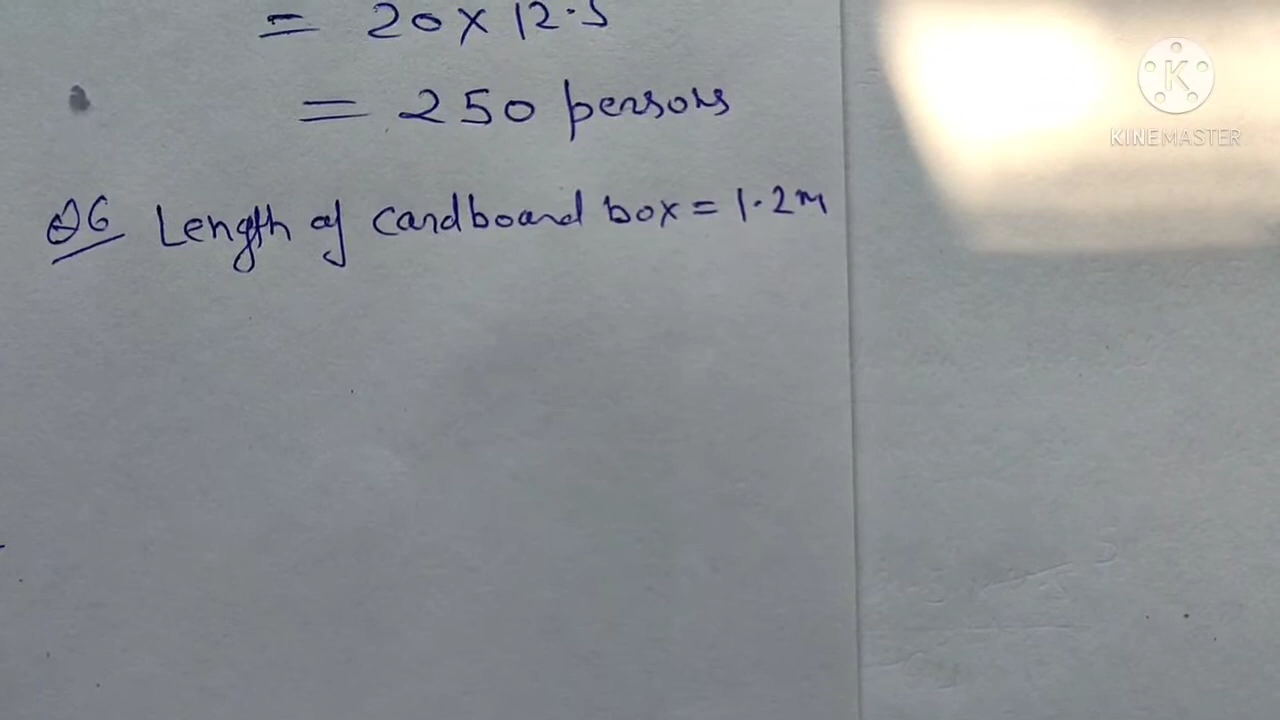 = 20 x 12.5
= 250 persons
Q6 Length of cardboard box = 1.2m
K
KINEMASTER